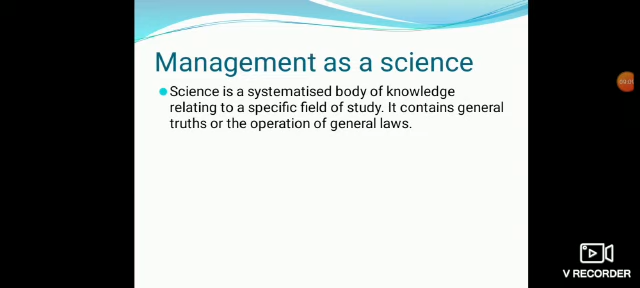 Management as a science
Science is a systematised body of knowledge
relating to a specific field of study. It contains general
truths or the operation of general laws.
V RECORDER